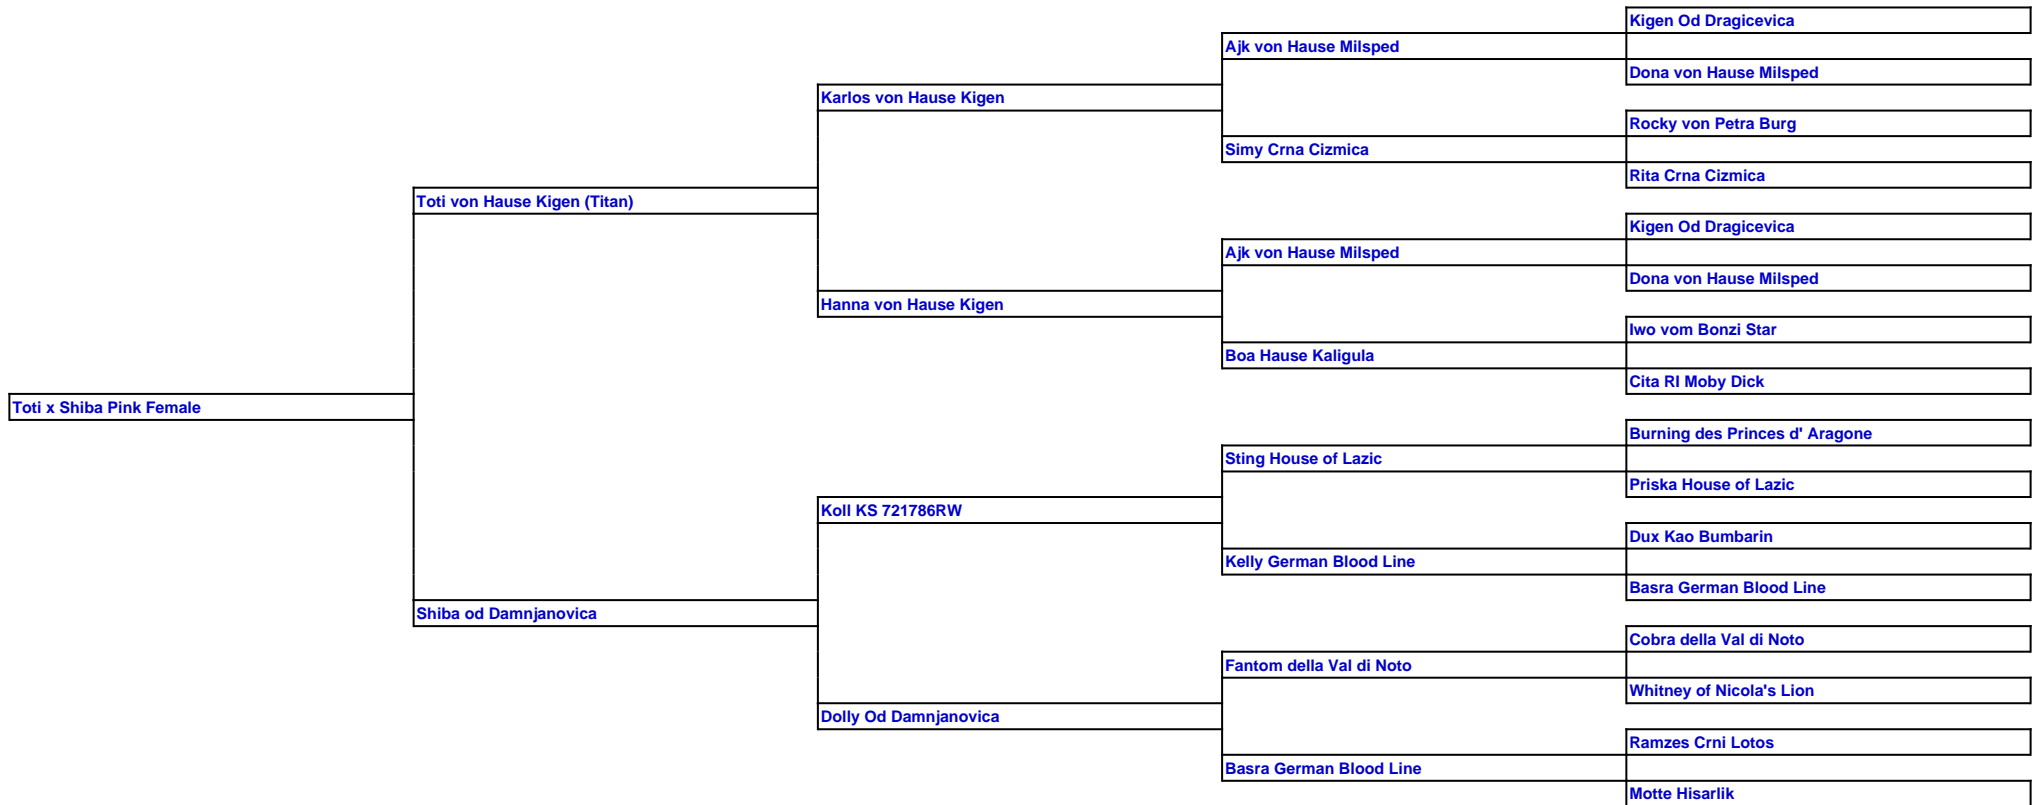 Kigen Od Dragicevica
Ajk von Hause Milsped
Dona von Hause Milsped
Karlos von Hause Kigen
Rocky von Petra Burg
Simy Crna Cizmica
Rita Crna Cizmica
Toti von Hause Kigen (Titan)
Kigen Od Dragicevica
Ajk von Hause Milsped
Dona von Hause Milsped
Hanna von Hause Kigen
Iwo vom Bonzi Star
Boa Hause Kaligula
Cita RI Moby Dick
Toti x Shiba Pink Female
Burning des Princes d' Aragone
Sting House of Lazic
Priska House of Lazic
Koll KS 721786RW
Dux Kao Bumbarin
Kelly German Blood Line
Basra German Blood Line
Shiba od Damnjanovica
Cobra della Val di Noto
Fantom della Val di Noto
Whitney of Nicola's Lion
Dolly Od Damnjanovica
Ramzes Crni Lotos
Basra German Blood Line
Motte Hisarlik